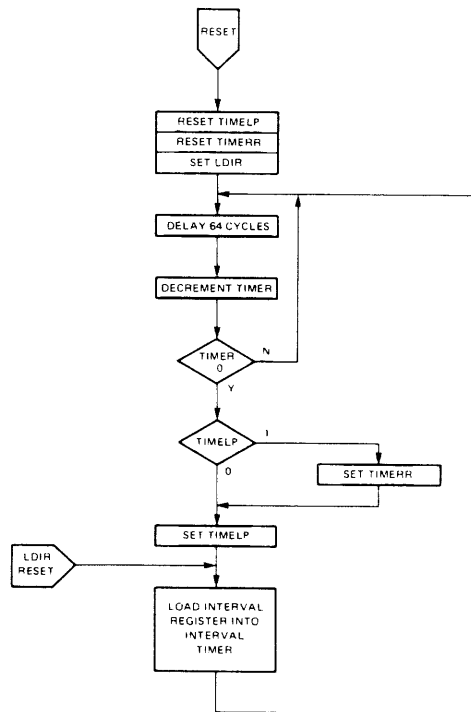 RESET
RESET TIMELP
RESET TIMERR
SET LDIR
DELAY 64 CYCLES
DECREMENT TIMER
TIMER
0
N
Y
TIMELP
1
0
SET TIMERR
SET TIMELP
LDIR
RESET
LOAD INTERVAL
REGISTER INTO
INTERVAL
TIMER